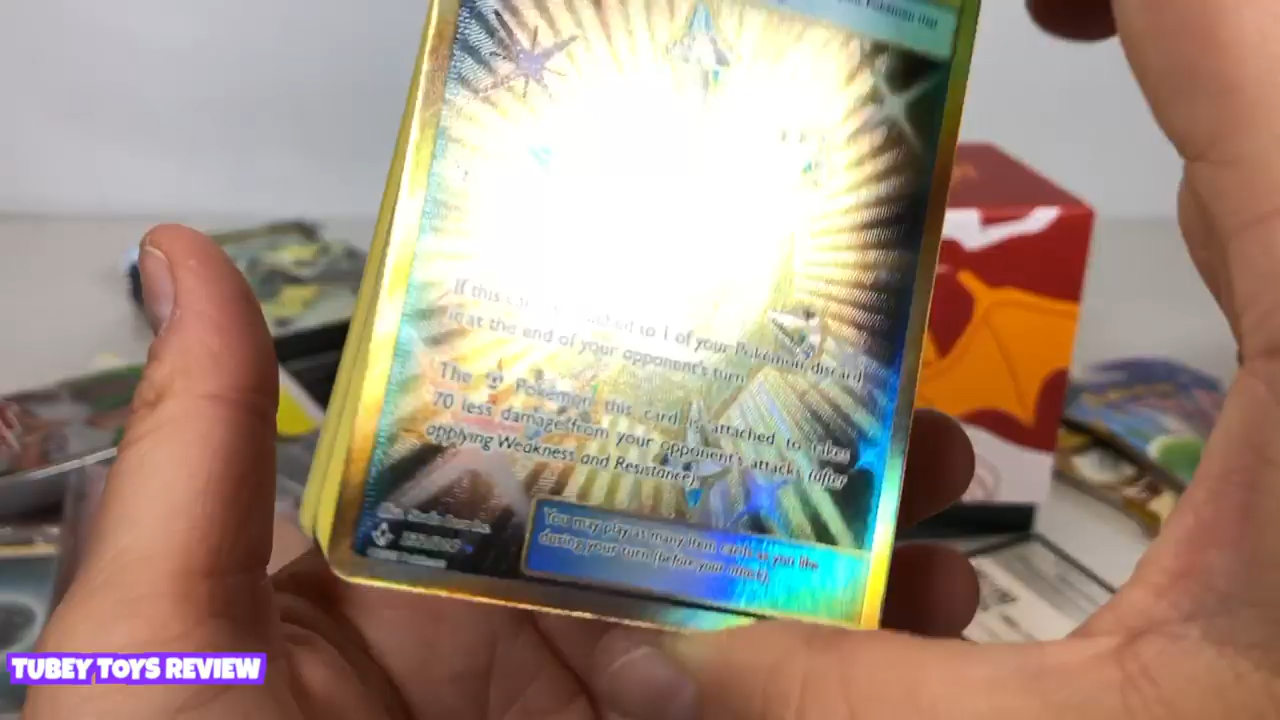 Pokémon that
If this attached to 1 of your Pokémon, discard
it at the end of your opponent's turn.
The Pokémon this card is attached to takes
70 less damage from your opponent's attacks (after
applying Weakness and Resistance).
You may play as many Item cards as you like
during your turn (before your attack).
TUBEY TOYS REVIEW